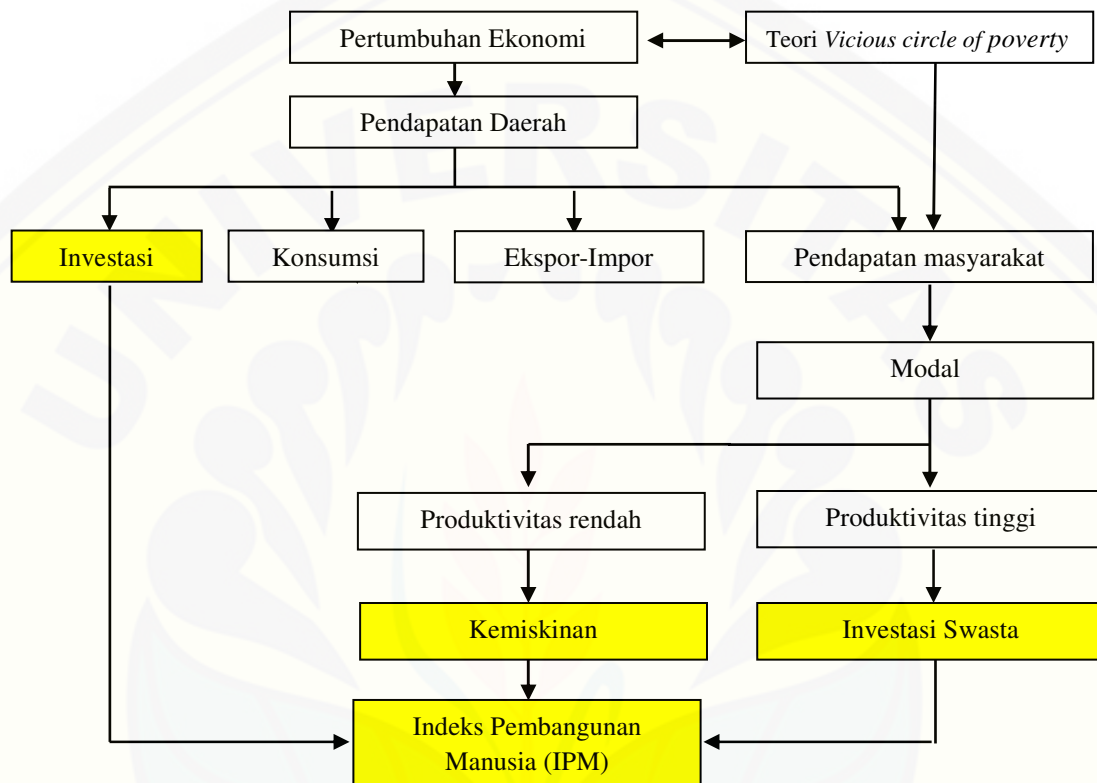 Pertumbuhan Ekonomi
Teori Vicious circle of poverty
Pendapatan Daerah
Investasi
Konsumsi
Ekspor-Impor
Pendapatan masyarakat
Modal
Produktivitas rendah
Produktivitas tinggi
Kemiskinan
Investasi Swasta
Indeks Pembangunan
Manusia (IPM)
UNIVERSITAS